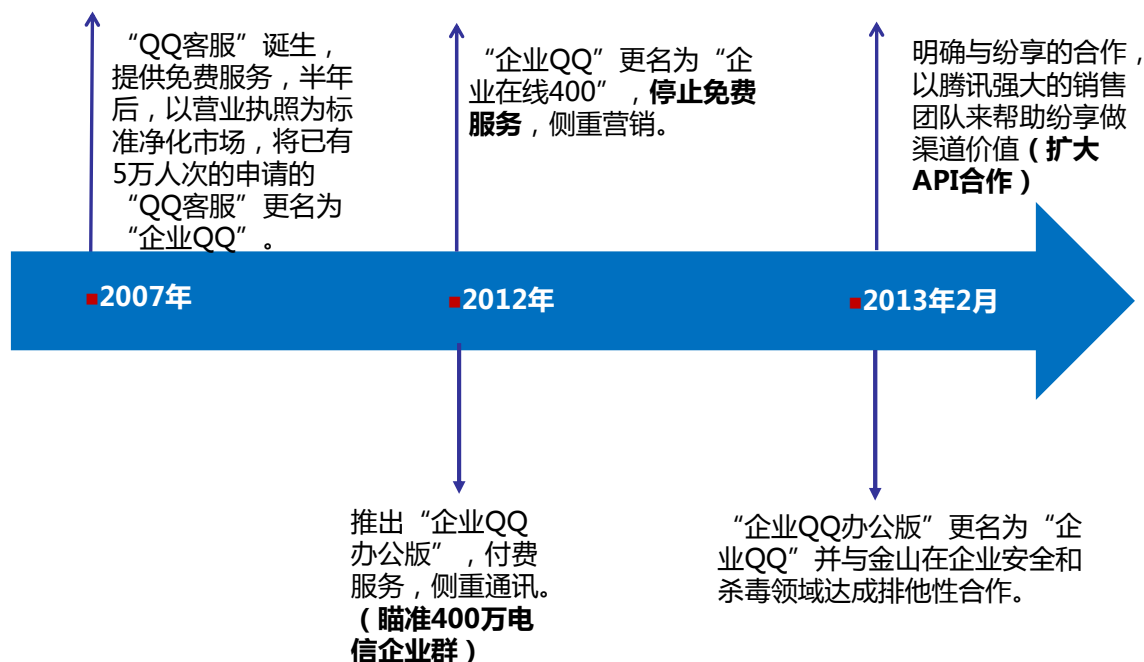 “QQ客服”诞生，
提供免费服务，半年
后，以营业执照为标
准净化市场，将已有
5万人次的申请的
“QQ客服”更名为
“企业QQ”。
“企业QQ”更名为“企
业在线400”，停止免费
服务，侧重营销。
明确与纷享的合作，
以腾讯强大的销售
团队来帮助纷享做
渠道价值（扩大
API合作）
2007年
2012年
2013年2月
推出“企业QQ
办公版”，付费
服务，侧重通讯。
（瞄准400万电
信企业群）
“企业QQ办公版”更名为“企
业QQ”并与金山在企业安全和
杀毒领域达成排他性合作。